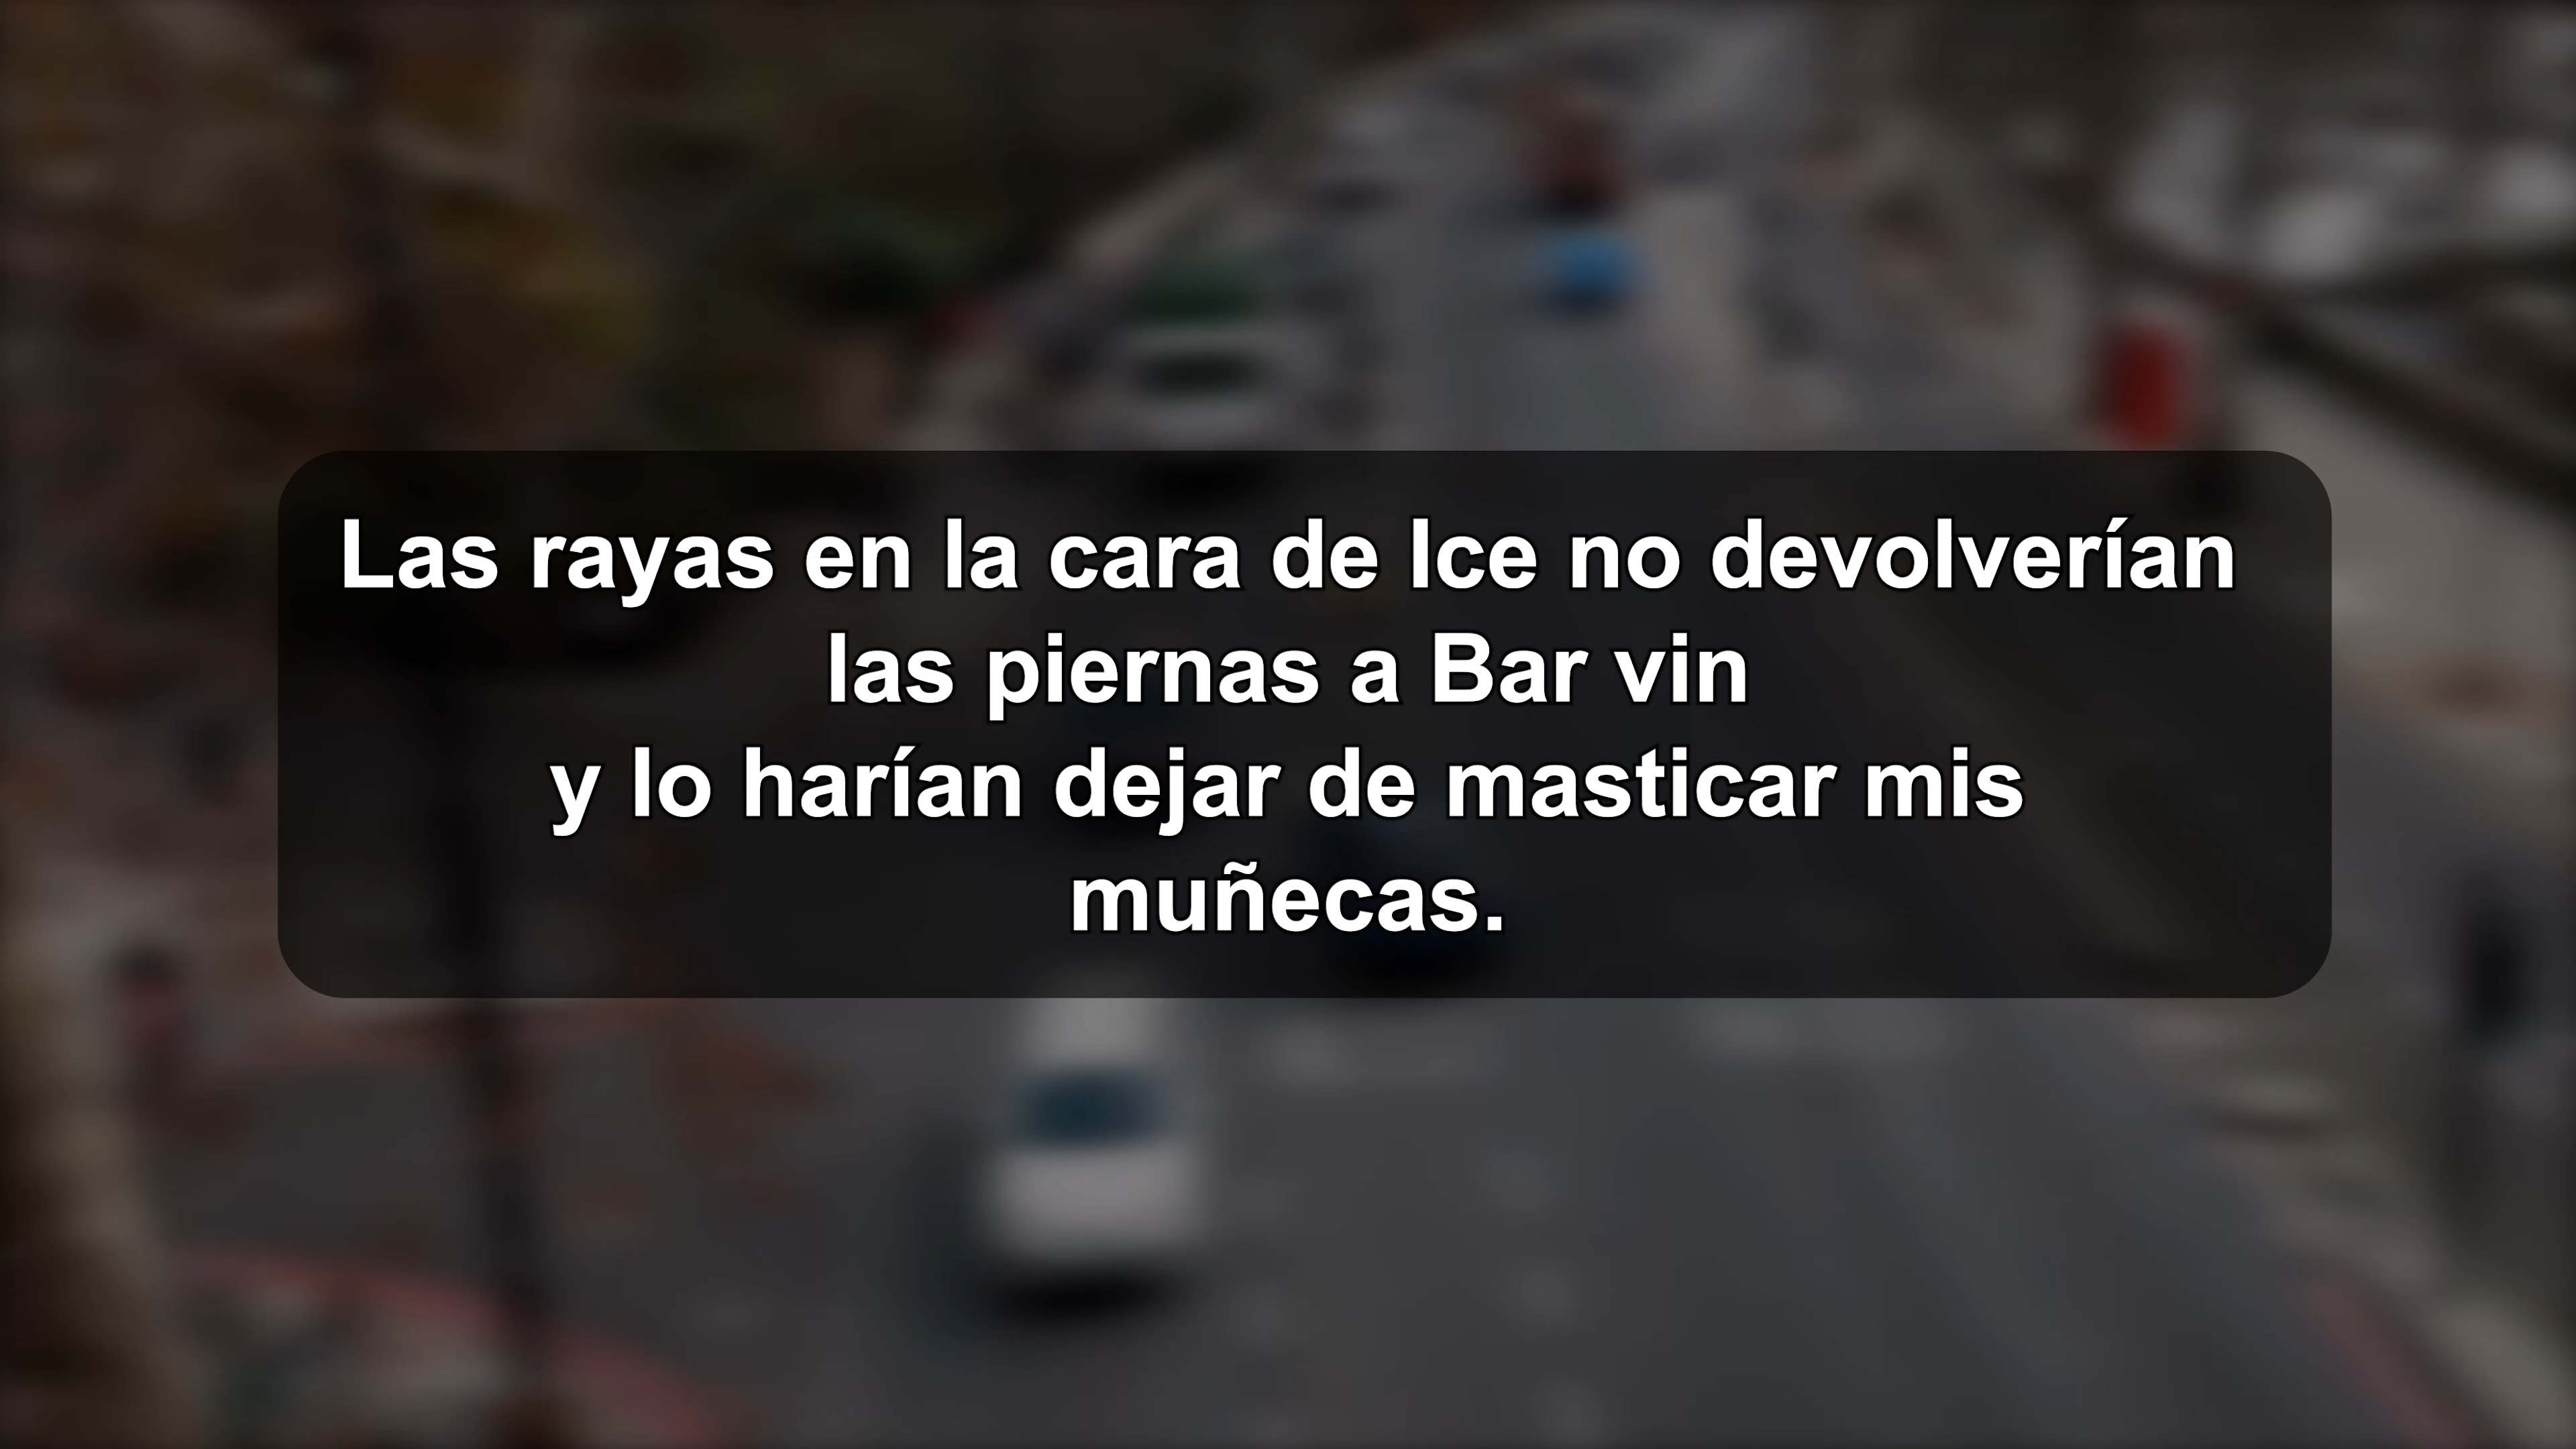 Las rayas en la cara de Ice no devolverían
las piernas a Bar vin
y lo harían dejar de masticar mis
muñecas.